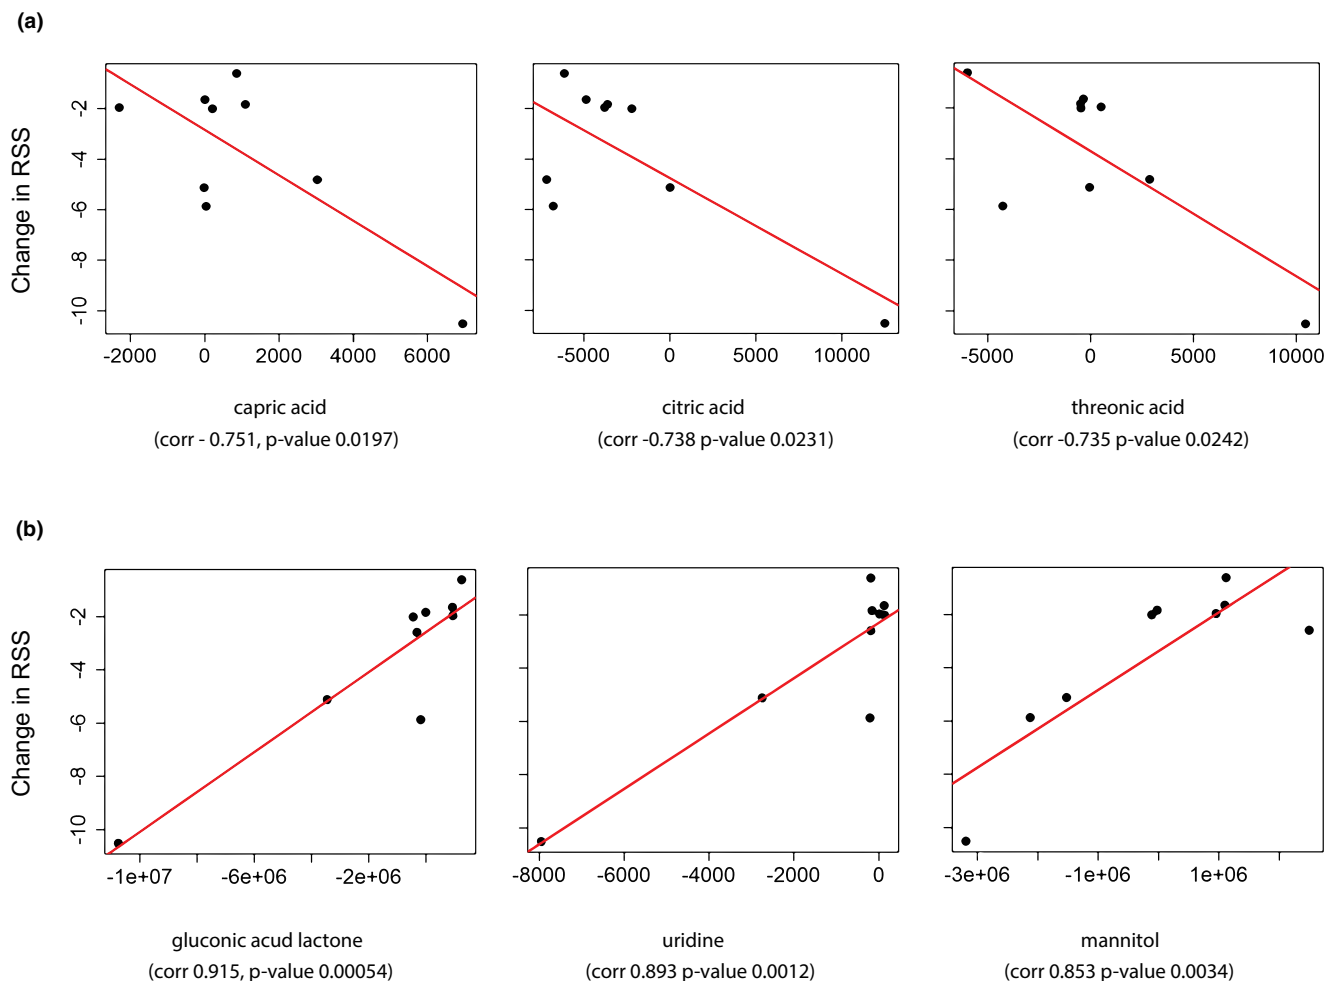 (a)
Change in RSS
-2
-4
-6
-8
-10
-2000 0 2000 4000 6000
-5000 0 5000 10000
-5000 0 5000 10000
capric acid
(corr - 0.751, p-value 0.0197)
citric acid
(corr -0.738 p-value 0.0231)
threonic acid
(corr -0.735 p-value 0.0242)
(b)
Change in RSS
-2
-4
-6
-8
-10
-1e+07 -6e+06 -2e+06
-8000 -6000 -4000 -2000 0
-3e+06 -1e+06 1e+06
gluconic acud lactone
(corr 0.915, p-value 0.00054)
uridine
(corr 0.893 p-value 0.0012)
mannitol
(corr 0.853 p-value 0.0034)